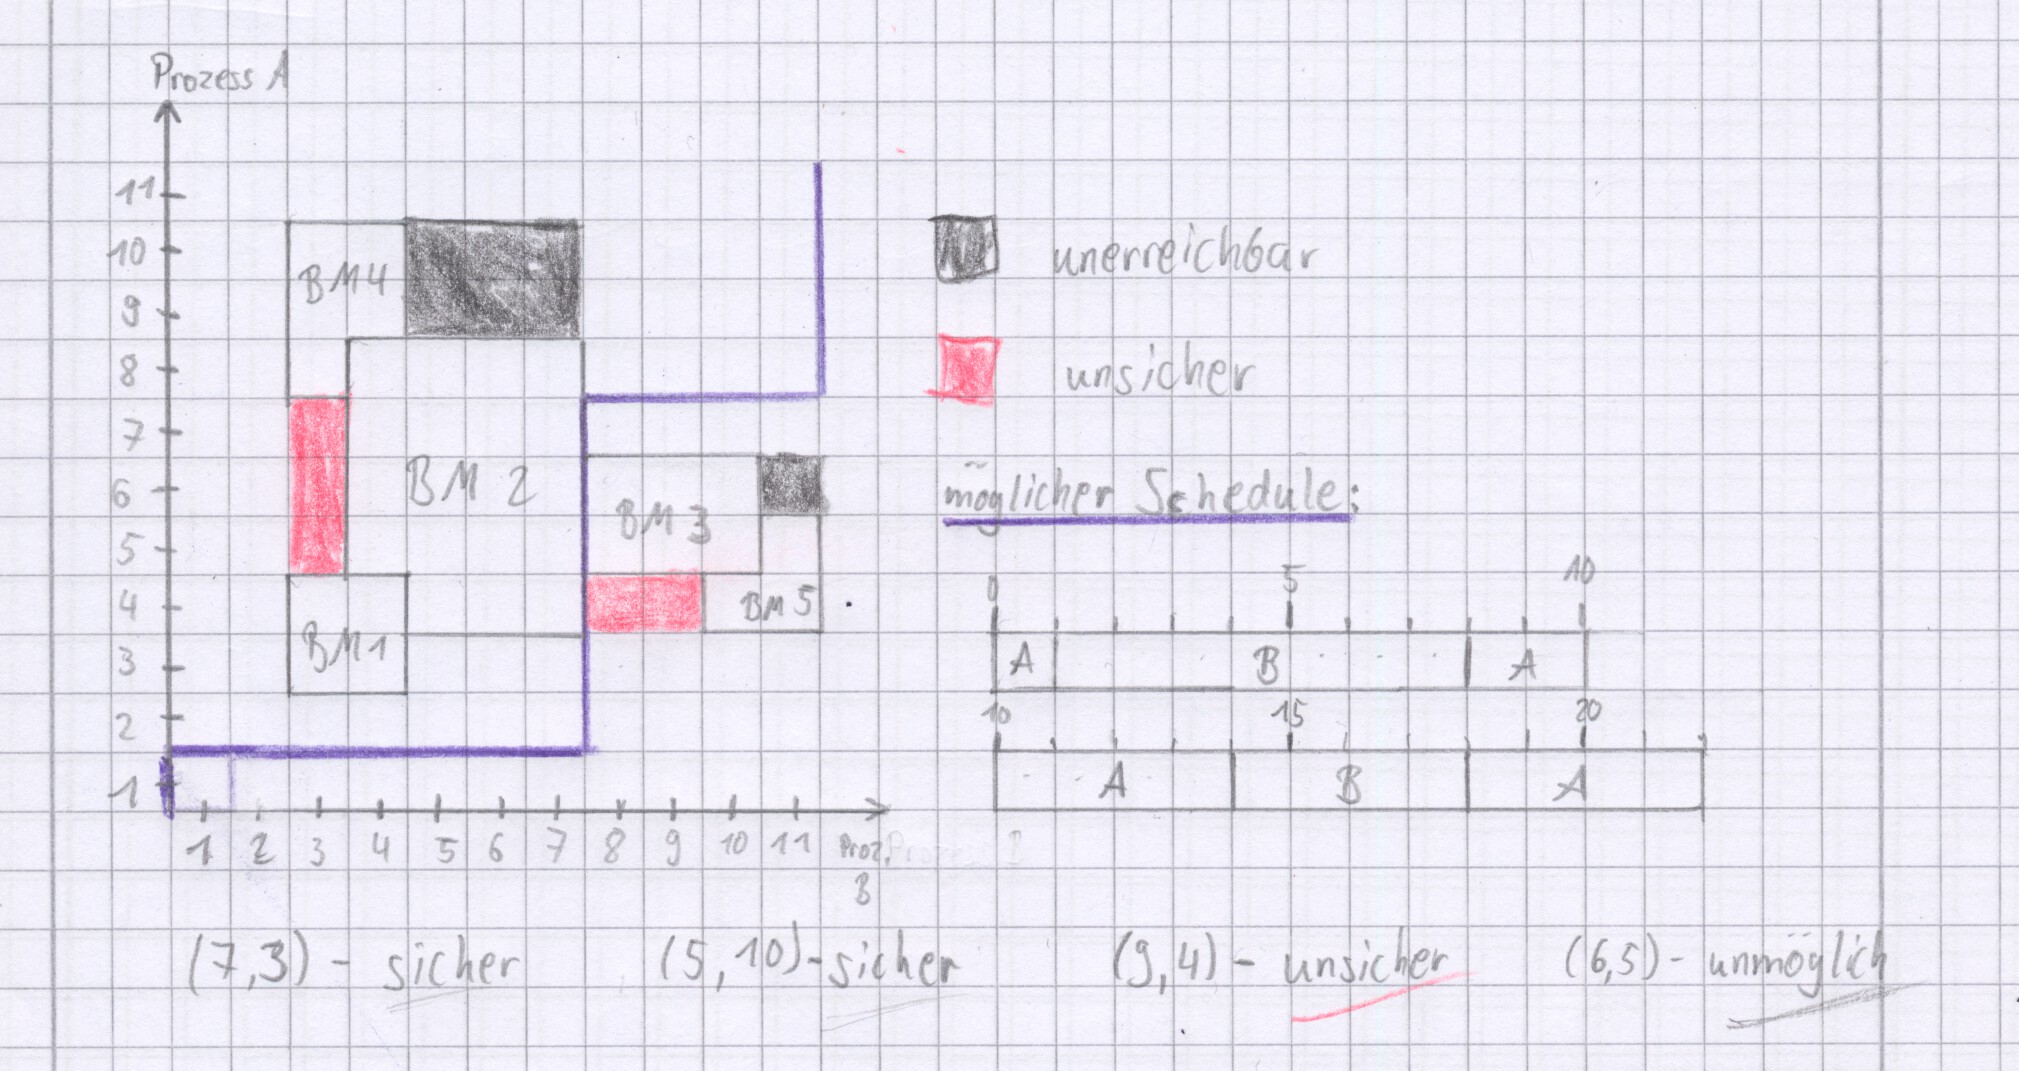 Prozess A
11
10
9
8
7
6
5
4
3
2
1
BM4
BM 2
BM1
BM 3
BM 5
1 2 3 4 5 6 7 8 9 10 11 Proz.
B
unerreichbar
unsicher
möglicher Schedule:
0 5 10
A B A
10 15 20
A B A
(7,3) - sicher (5,10) - sicher (9,4) - unsicher (6,5) - unmöglich